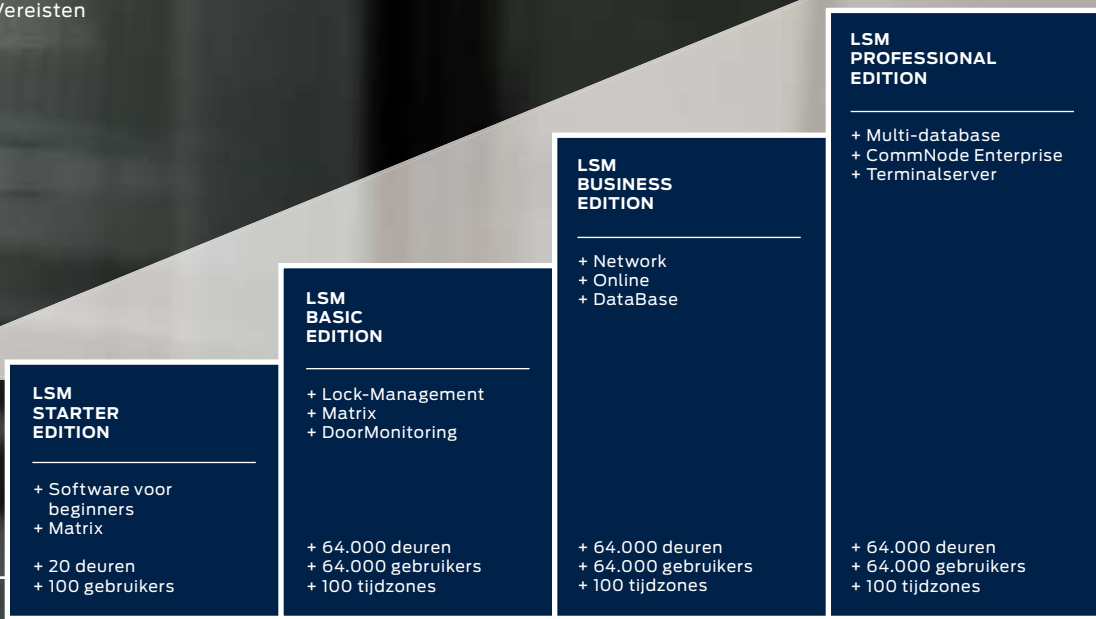 Vereisten
LSM
STARTER
EDITION
+ Software voor
beginners
+ Matrix
+ 20 deuren
+ 100 gebruikers
LSM
BASIC
EDITION
+ Lock-Management
+ Matrix
+ DoorMonitoring
+ 64.000 deuren
+ 64.000 gebruikers
+ 100 tijdzones
LSM
BUSINESS
EDITION
+ Network
+ Online
+ DataBase
+ 64.000 deuren
+ 64.000 gebruikers
+ 100 tijdzones
LSM
PROFESSIONAL
EDITION
+ Multi-database
+ CommNode Enterprise
+ Terminalserver
+ 64.000 deuren
+ 64.000 gebruikers
+ 100 tijdzones